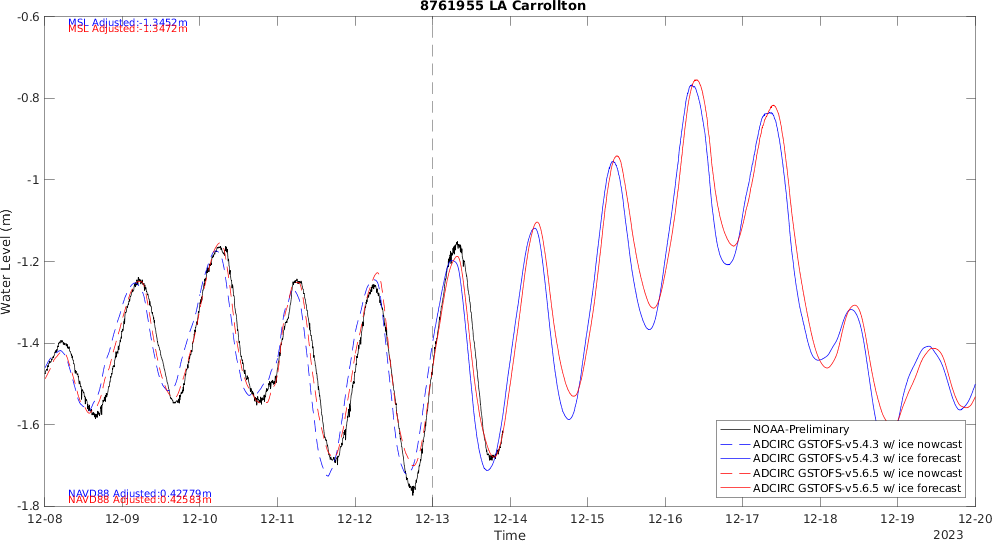 8761955 LA Carrollton
MSL Adjusted:-1.3452m
MSL Adjusted:-1.3472m
-0.6
-0.8
-1
-1.2
-1.4
-1.6
-1.8
Water Level (m)
NOAA-Preliminary
ADCIRC GSTOFS-v5.4.3 w/ ice nowcast
ADCIRC GSTOFS-v5.4.3 w/ ice forecast
ADCIRC GSTOFS-v5.6.5 w/ ice nowcast
ADCIRC GSTOFS-v5.6.5 w/ ice forecast
NAVD88 Adjusted:0.42779m
NAVD88 Adjusted:0.42583m
12-08 12-09 12-10 12-11 12-12 12-13 12-14 12-15 12-16 12-17 12-18 12-19 12-20
Time
2023